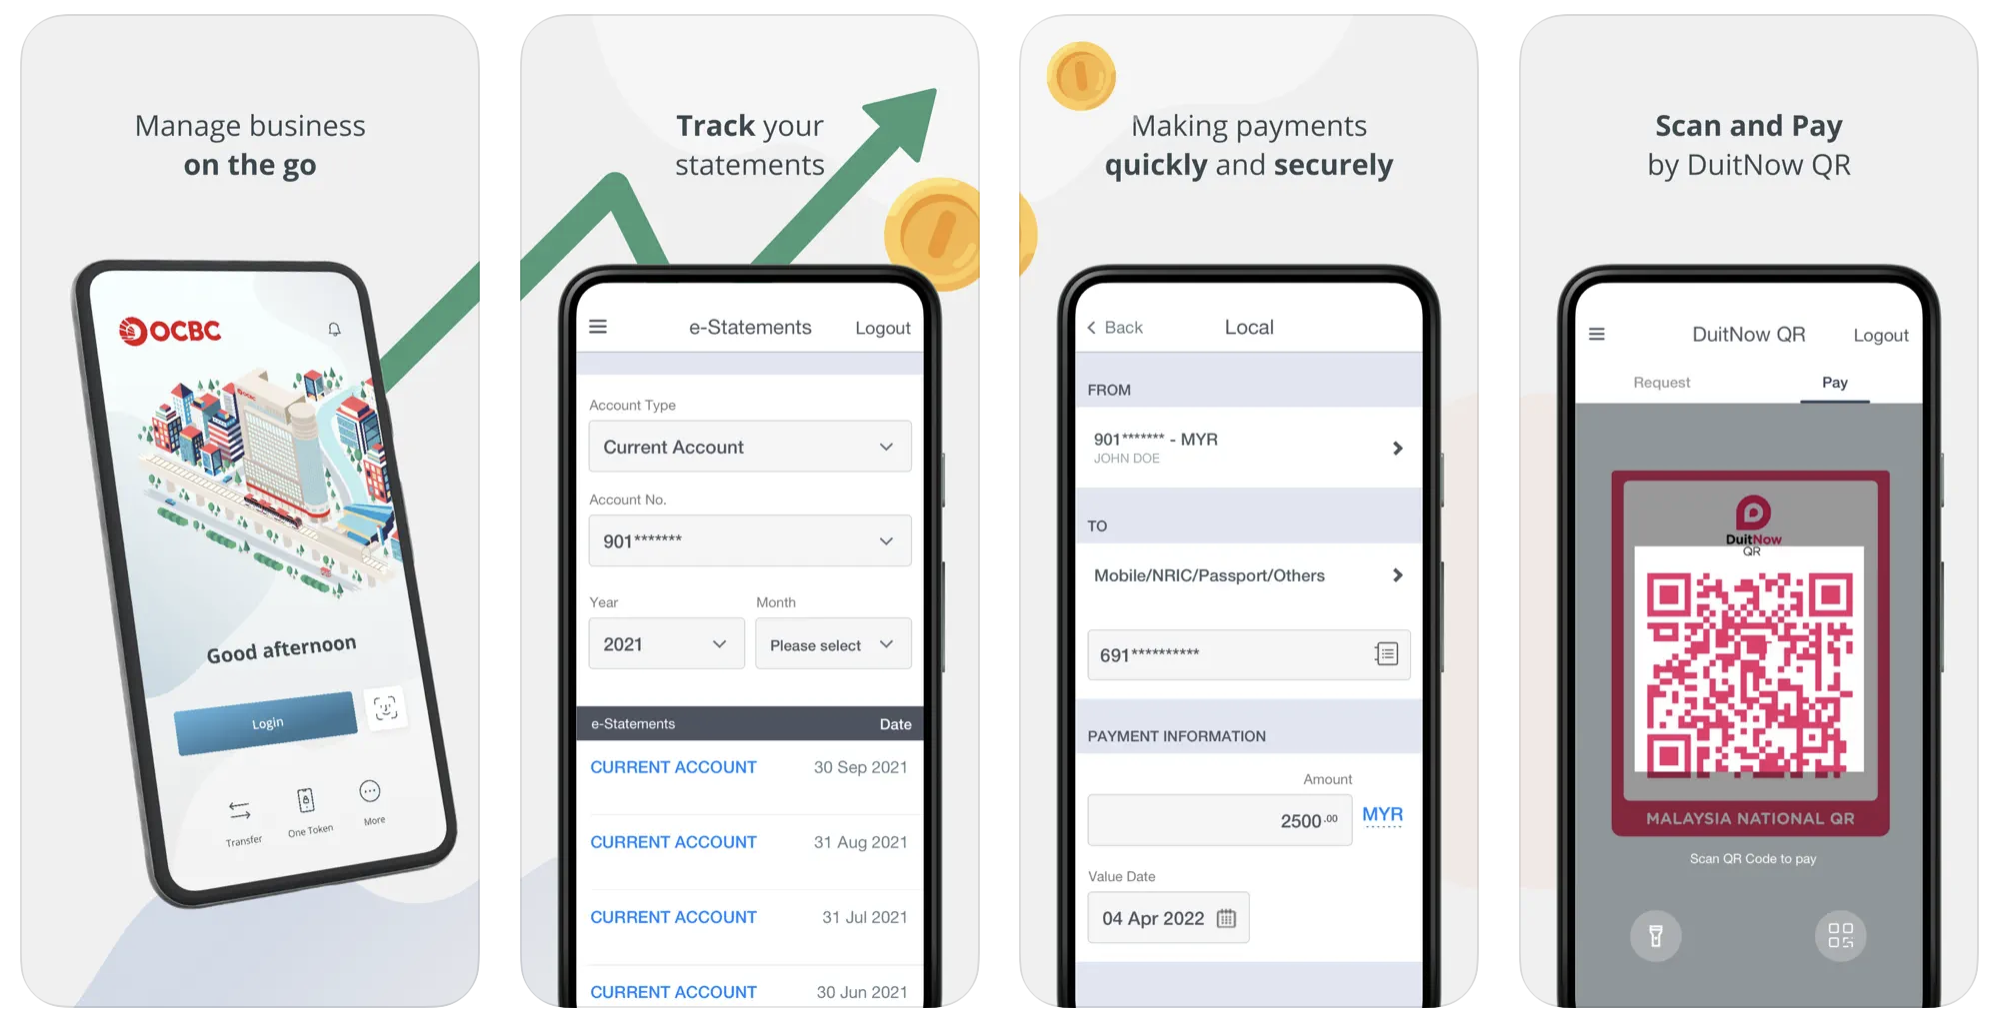 Manage business
on the go
OCBC
Good afternoon
Login
Transfer
One Token
More
Track your
statements
e-Statements
Logout
Account Type
Current Account
Account No.
901*******
Year
Month
2021
Please select
e-Statements
Date
CURRENT ACCOUNT
30 Sep 2021
CURRENT ACCOUNT
31 Aug 2021
CURRENT ACCOUNT
31 Jul 2021
CURRENT ACCOUNT
30 Jun 2021
Making payments
quickly and securely
Back
Local
FROM
901******* - MYR
JOHN DOE
TO
Mobile/NRIC/Passport/Others
691**********
PAYMENT INFORMATION
Amount
2500.00
MYR
Value Date
04 Apr 2022
Scan and Pay
by DuitNow QR
DuitNow QR
Logout
Request
Pay
DuitNow
QR
MALAYSIA NATIONAL QR
Scan QR Code to pay